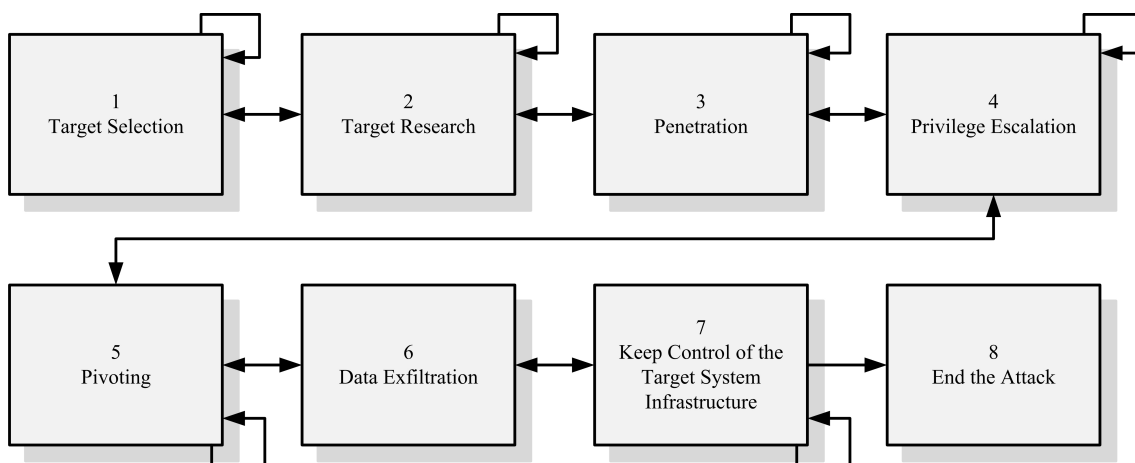 1
Target Selection
2
Target Research
3
Penetration
4
Privilege Escalation
5
Pivoting
6
Data Exfiltration
7
Keep Control of the
Target System
Infrastructure
8
End the Attack